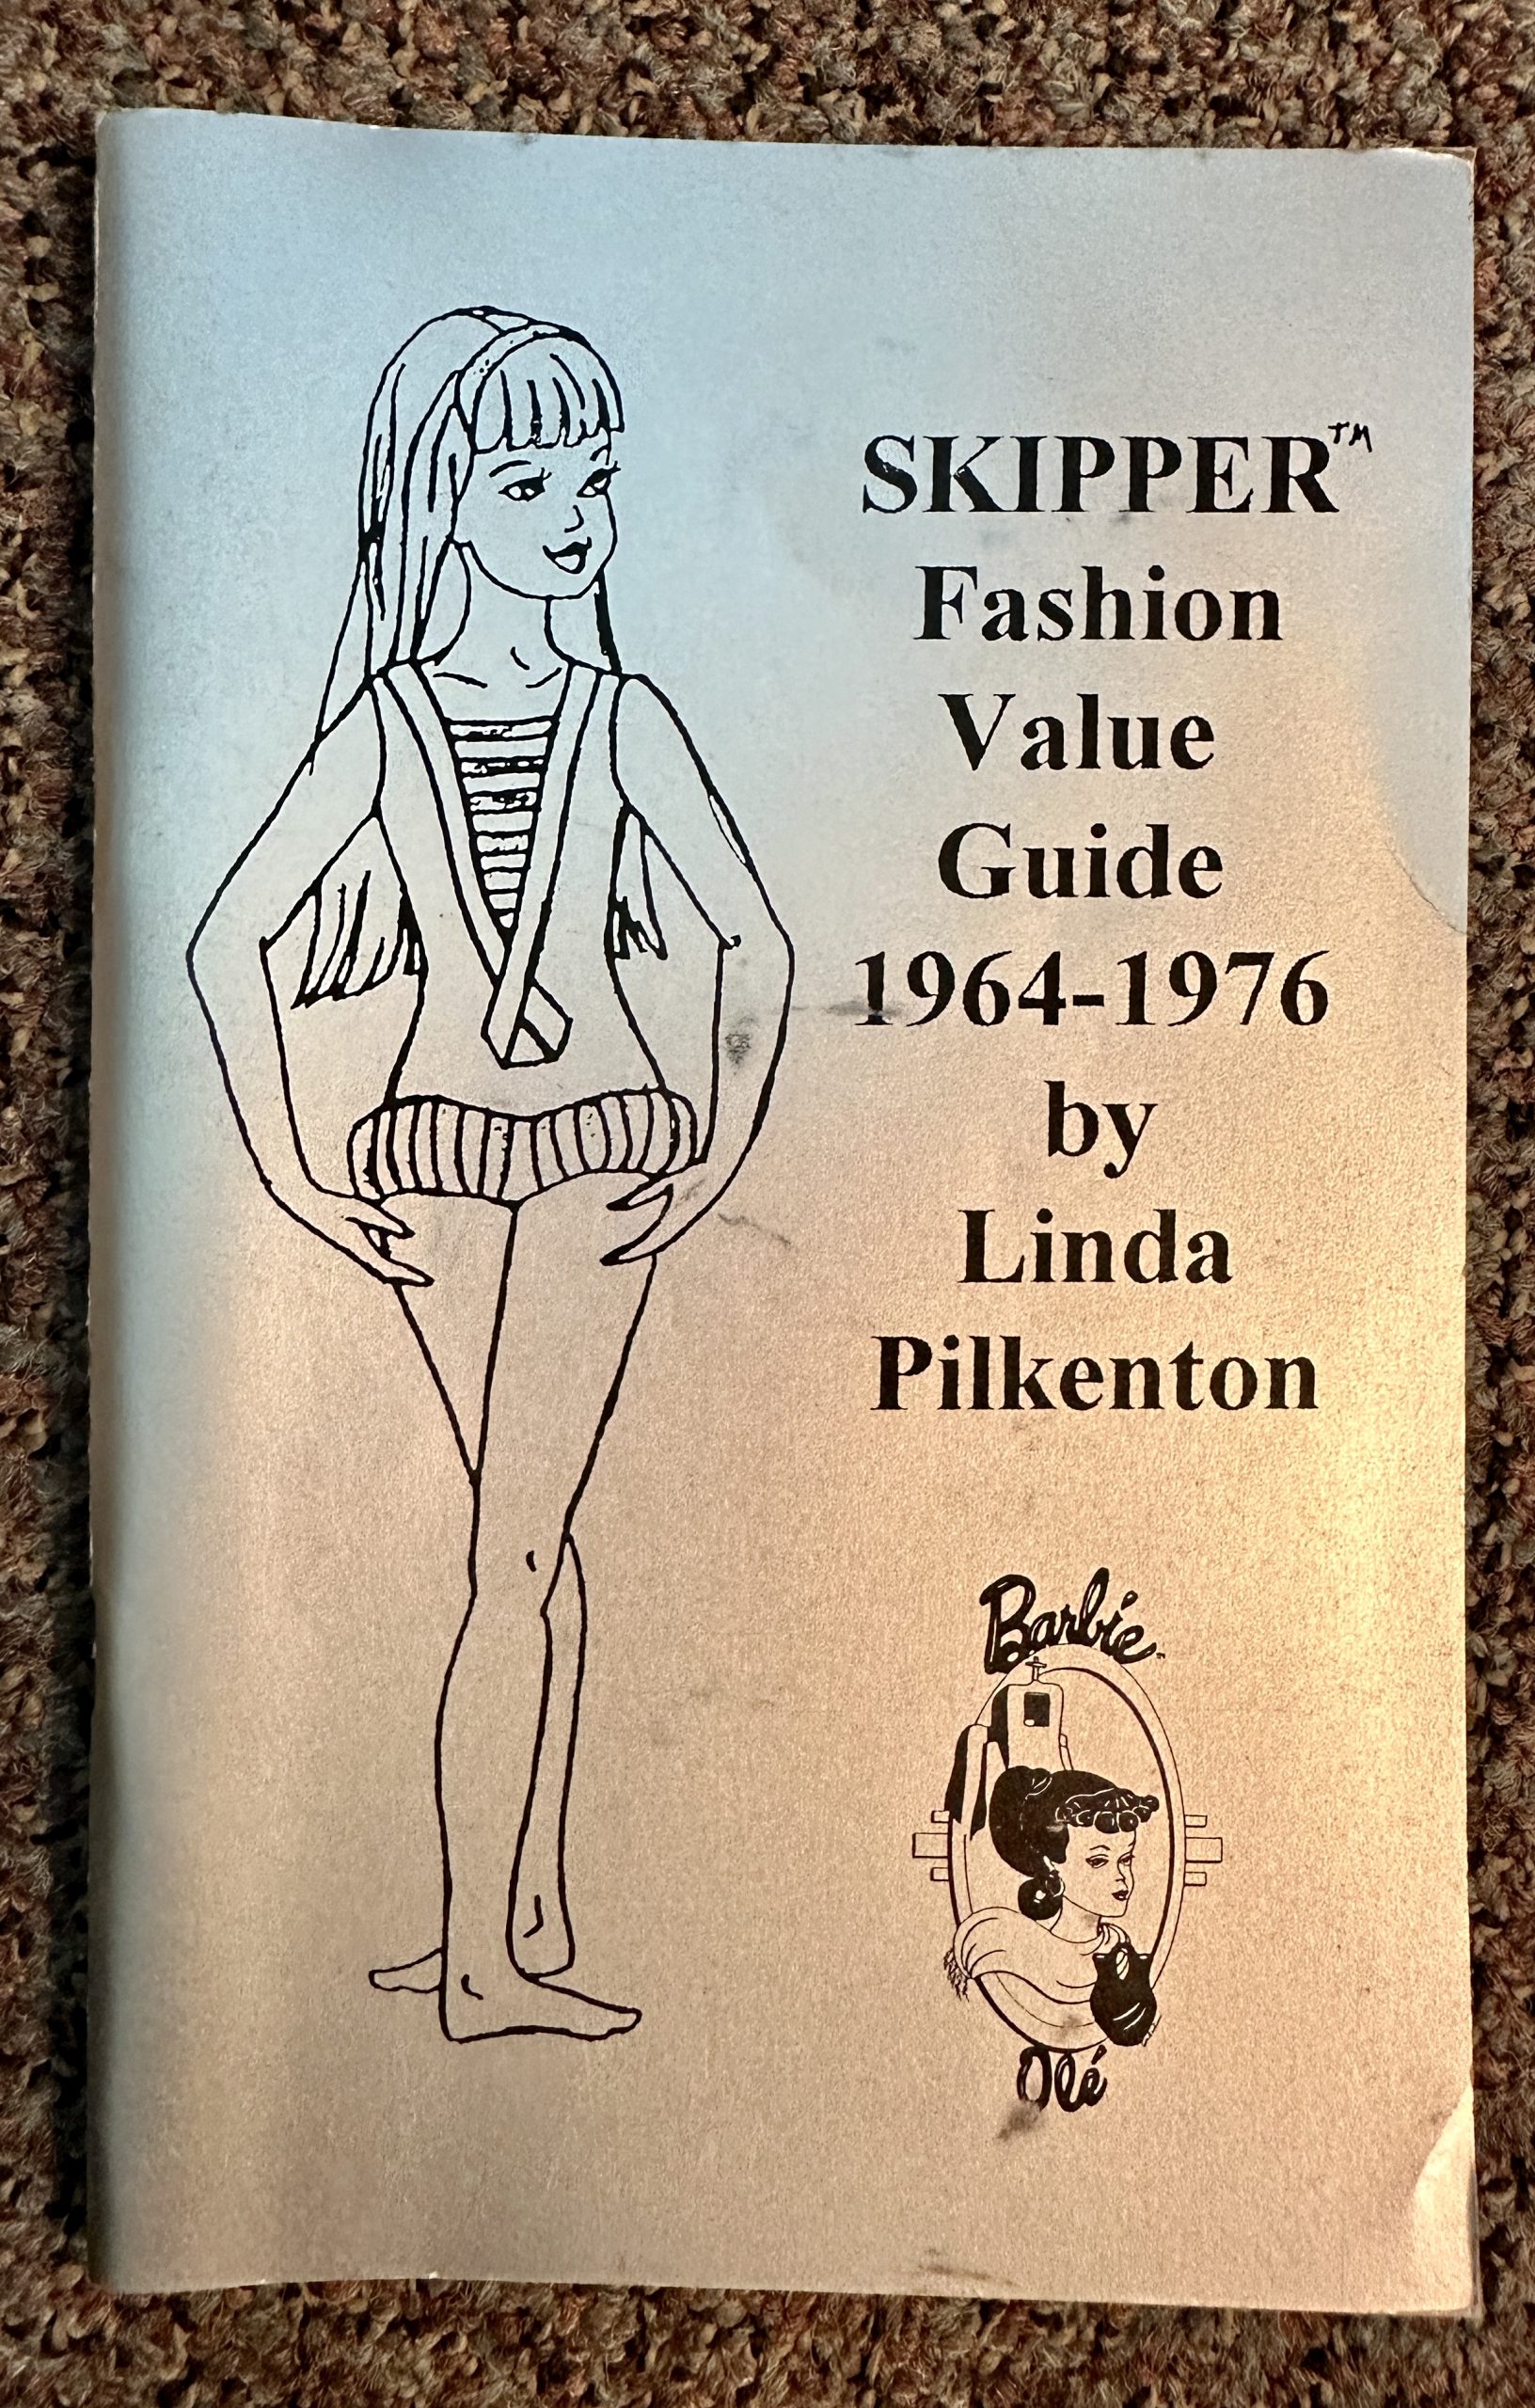 SKIPPER™
Fashion
Value
Guide
1964-1976
by
Linda
Pilkenton
Barbie™
Olé